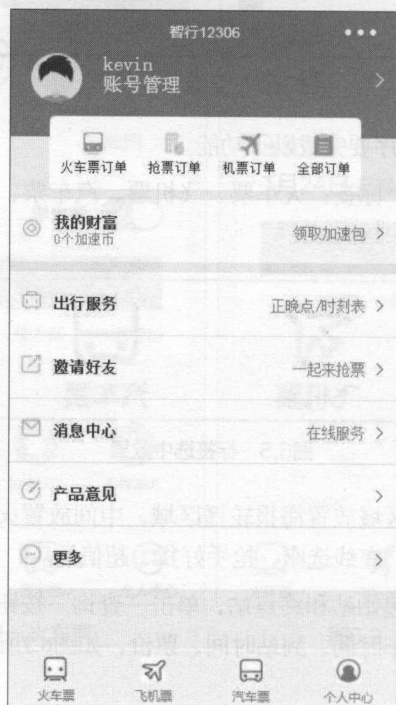 智行12306
kevin
账号管理
火车票订单 抢票订单 机票订单 全部订单
我的财富
0个加速币
领取加速包
出行服务 正晚点/时刻表
邀请好友 一起来抢票
消息中心 在线服务
产品意见
更多
火车票 飞机票 汽车票 个人中心